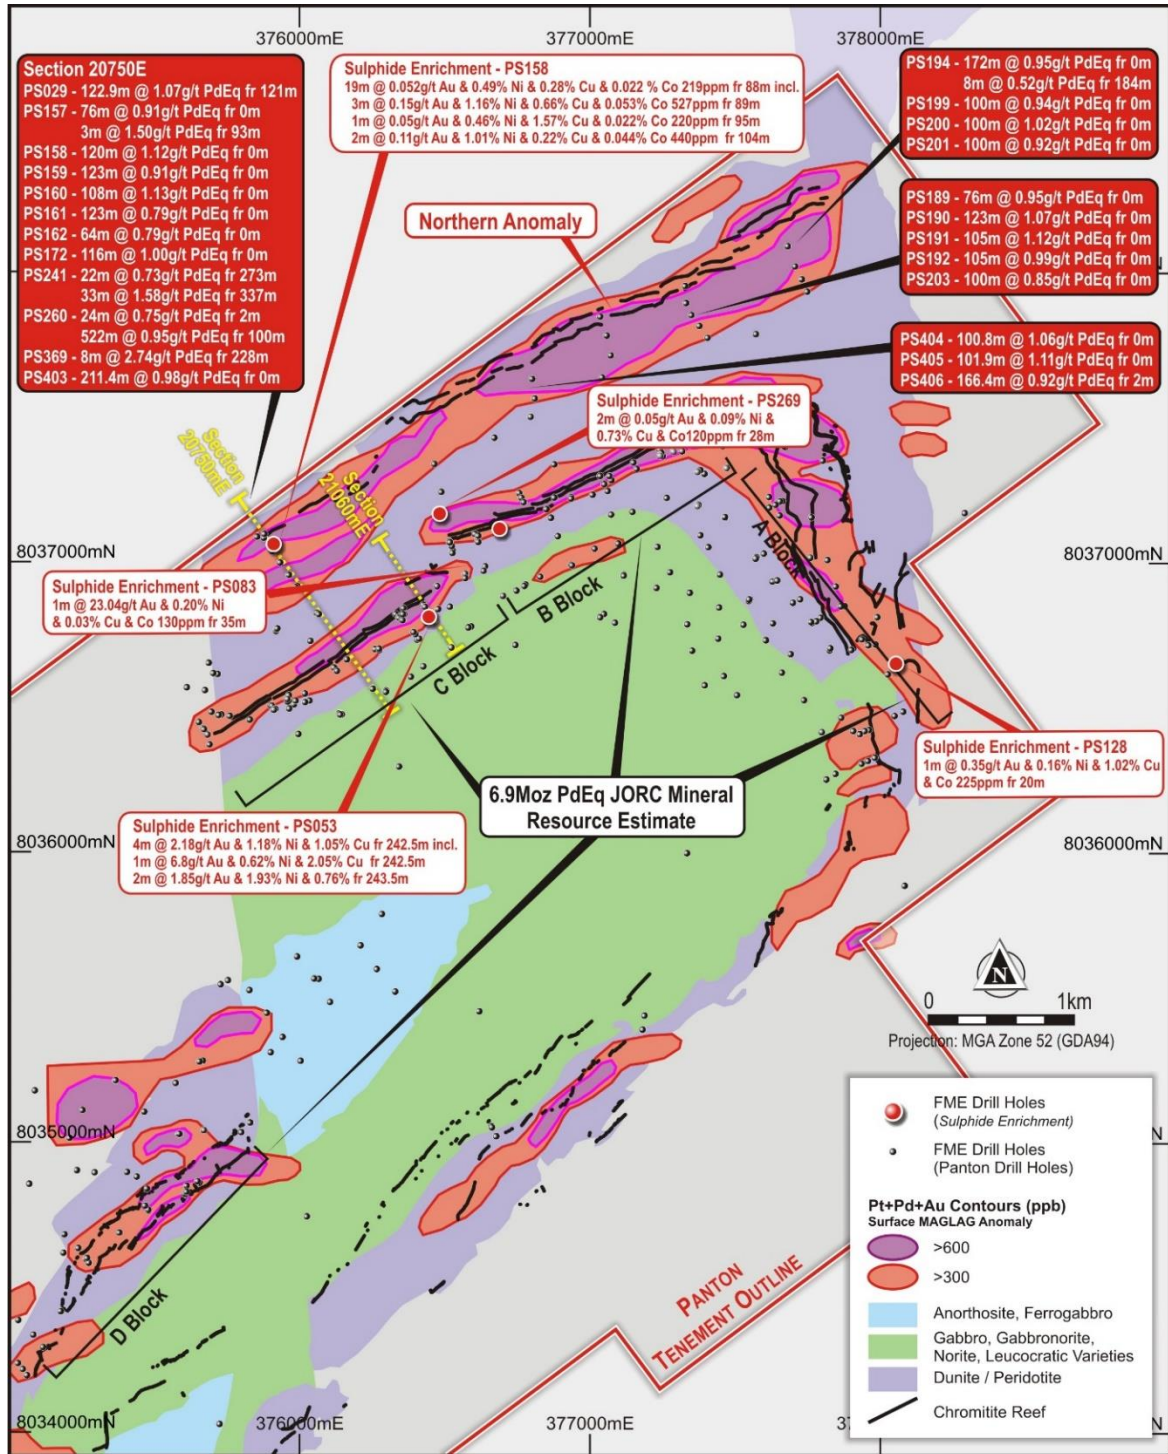 376000mE
377000mE
378000mE
Section 20750E
PS029 - 122.9m @ 1.07g/t PdEq fr 121m
PS157 - 76m @ 0.91g/t PdEq fr 0m
3m @ 1.50g/t PdEq fr 93m
PS158 - 120m @ 1.12g/t PdEq fr 0m
PS159 - 123m @ 0.91g/t PdEq fr 0m
PS160 - 108m @ 1.13g/t PdEq fr 0m
PS161 - 123m @ 0.79g/t PdEq fr 0m
PS162 - 64m @ 0.79g/t PdEq fr 0m
PS172 - 116m @ 1.00g/t PdEq fr 0m
PS241 - 22m @ 0.73g/t PdEq fr 273m
33m @ 1.58g/t PdEq fr 337m
PS260 - 24m @ 0.75g/t PdEq fr 2m
522m @ 0.95g/t PdEq fr 100m
PS369 - 8m @ 2.74g/t PdEq fr 228m
PS403 - 211.4m @ 0.98g/t PdEq fr 0m
Sulphide Enrichment - PS158
19m @ 0.052g/t Au & 0.49% Ni & 0.28% Cu & 0.022 % Co 219ppm fr 88m incl.
3m @ 0.15g/t Au & 1.16% Ni & 0.66% Cu & 0.053% Co 527ppm fr 89m
1m @ 0.05g/t Au & 0.46% Ni & 1.57% Cu & 0.022% Co 220ppm fr 95m
2m @ 0.11g/t Au & 1.01% Ni & 0.22% Cu & 0.044% Co 440ppm fr 104m
PS194 - 172m @ 0.95g/t PdEq fr 0m
8m @ 0.52g/t PdEq fr 184m
PS199 - 100m @ 0.94g/t PdEq fr 0m
PS200 - 100m @ 1.02g/t PdEq fr 0m
PS201 - 100m @ 0.92g/t PdEq fr 0m
Northern Anomaly
PS189 - 76m @ 0.95g/t PdEq fr 0m
PS190 - 123m @ 1.07g/t PdEq fr 0m
PS191 - 105m @ 1.12g/t PdEq fr 0m
PS192 - 105m @ 0.99g/t PdEq fr 0m
PS203 - 100m @ 0.85g/t PdEq fr 0m
N
PS404 - 100.8m @ 1.06g/t PdEq fr 0m
PS405 - 101.9m @ 1.11g/t PdEq fr 0m
PS406 - 166.4m @ 0.92g/t PdEq fr 2m
Sulphide Enrichment - PS269
2m @ 0.05g/t Au & 0.09% Ni &
0.73% Cu & Co120ppm fr 28m
Section
20750mE
Section
21060mE
8037000mN
8037000mN
A Block
B Block
C Block
Sulphide Enrichment - PS083
1m @ 23.04g/t Au & 0.20% Ni
& 0.03% Cu & Co 130ppm fr 35m
Sulphide Enrichment - PS128
1m @ 0.35g/t Au & 0.16% Ni & 1.02% Cu
& Co 225ppm fr 20m
6.9Moz PdEq JORC Mineral
Resource Estimate
8036000mN
8036000mN
Sulphide Enrichment - PS053
4m @ 2.18g/t Au & 1.18% Ni & 1.05% Cu fr 242.5m incl.
1m @ 6.8g/t Au & 0.62% Ni & 2.05% Cu fr 242.5m
2m @ 1.85g/t Au & 1.93% Ni & 0.76% fr 243.5m
N
0
1km
Projection: MGA Zone 52 (GDA94)
8035000mN
N
D Block
PANTON
TENEMENT OUTLINE
FME Drill Holes
(Sulphide Enrichment)
FME Drill Holes
(Panton Drill Holes)
Pt+Pd+Au Contours (ppb)
Surface MAGLAG Anomaly
>600
>300
Anorthosite, Ferrogabbro
Gabbro, Gabbronorite,
Norite, Leucocratic Varieties
Dunite / Peridotite
Chromitite Reef
8034000mN
N
376000mE
377000mE
37